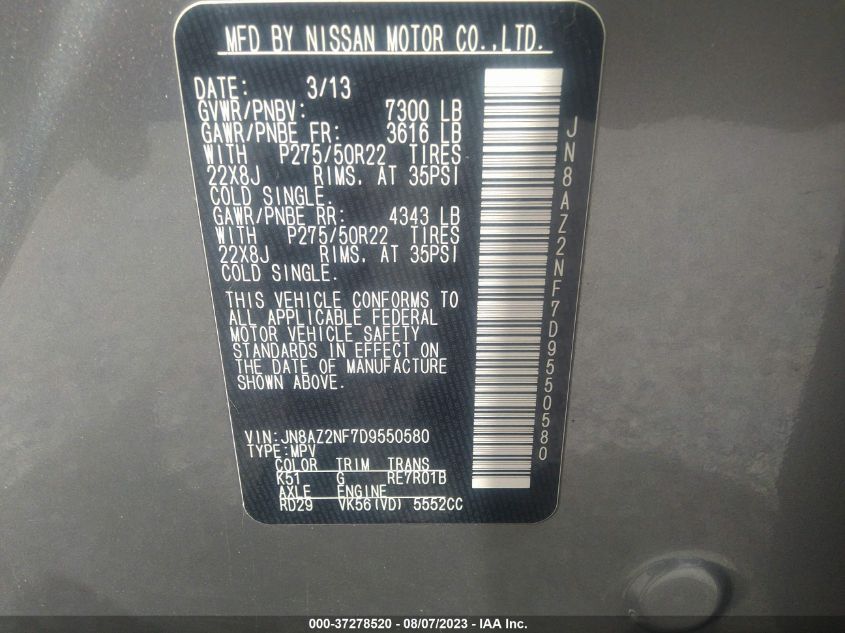 MFD BY NISSAN MOTOR CO.,LTD.
DATE: 3/13
GVWR/PNBV: 7300 LB
GAWR/PNBE FR: 3616 LB
WITH P275/50R22 TIRES
22X8J RIMS, AT 35PSI
COLD SINGLE.
GAWR/PNBE RR: 4343 LB
WITH P275/50R22 TIRES
22X8J RIMS, AT 35PSI
COLD SINGLE.
THIS VEHICLE CONFORMS TO
ALL APPLICABLE FEDERAL
MOTOR VEHICLE SAFETY
STANDARDS IN EFFECT ON
THE DATE OF MANUFACTURE
SHOWN ABOVE.
VIN:JN8AZ2NF7D9550580
TYPE:MPV
COLOR TRIM TRANS
K51 G RE7R01B
AXLE ENGINE
RD29 VK56(VD) 5552CC
JN8AZ2NF7D9550580
000-37278520 - 08/07/2023 - IAA Inc.